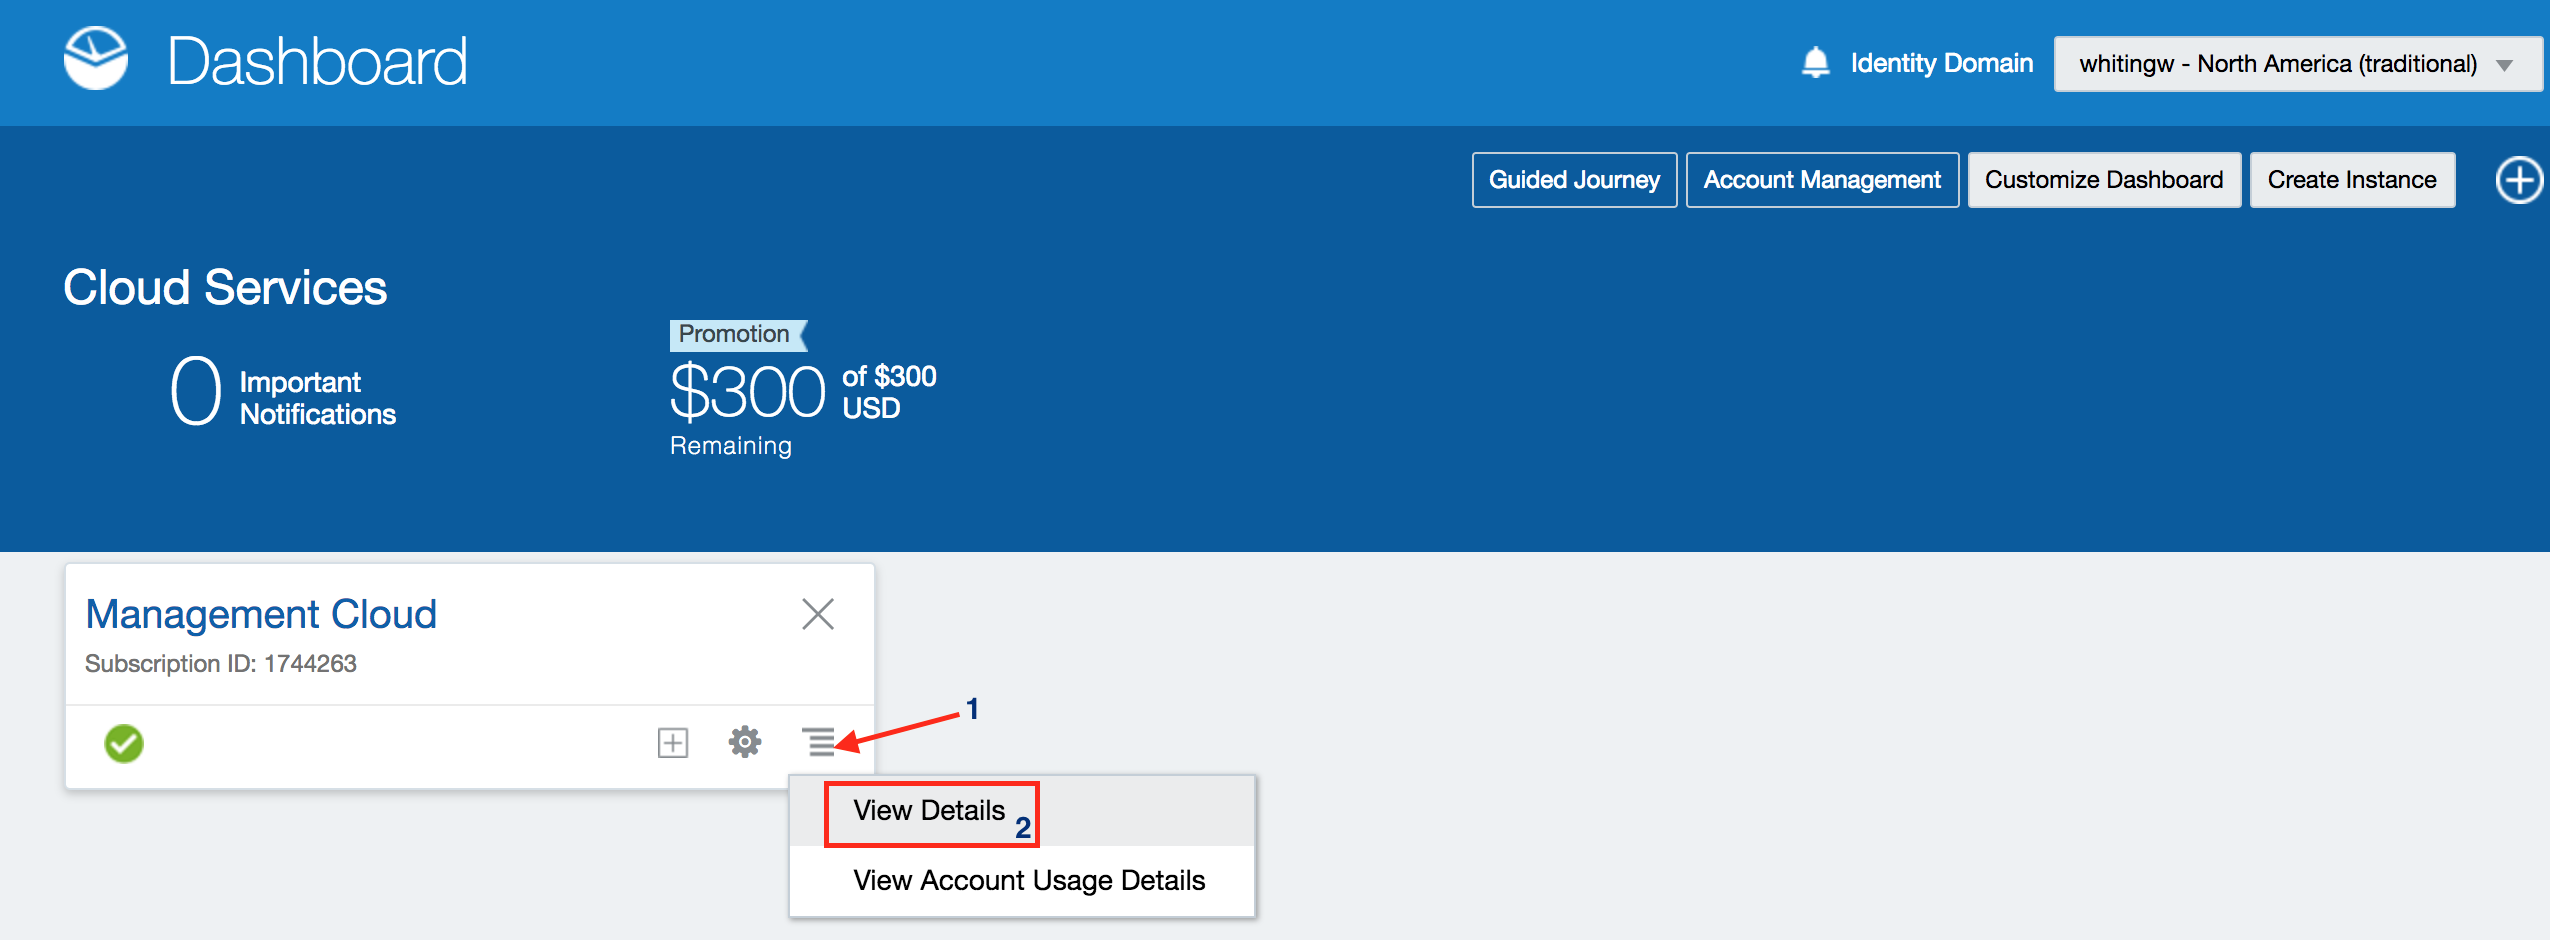 Dashboard
Identity Domain
whitingw - North America (traditional)
Guided Journey
Account Management
Customize Dashboard
Create Instance
Cloud Services
0 Important
Notifications
Promotion
$300 of $300
USD
Remaining
Management Cloud
Subscription ID: 1744263
1
View Details 2
View Account Usage Details